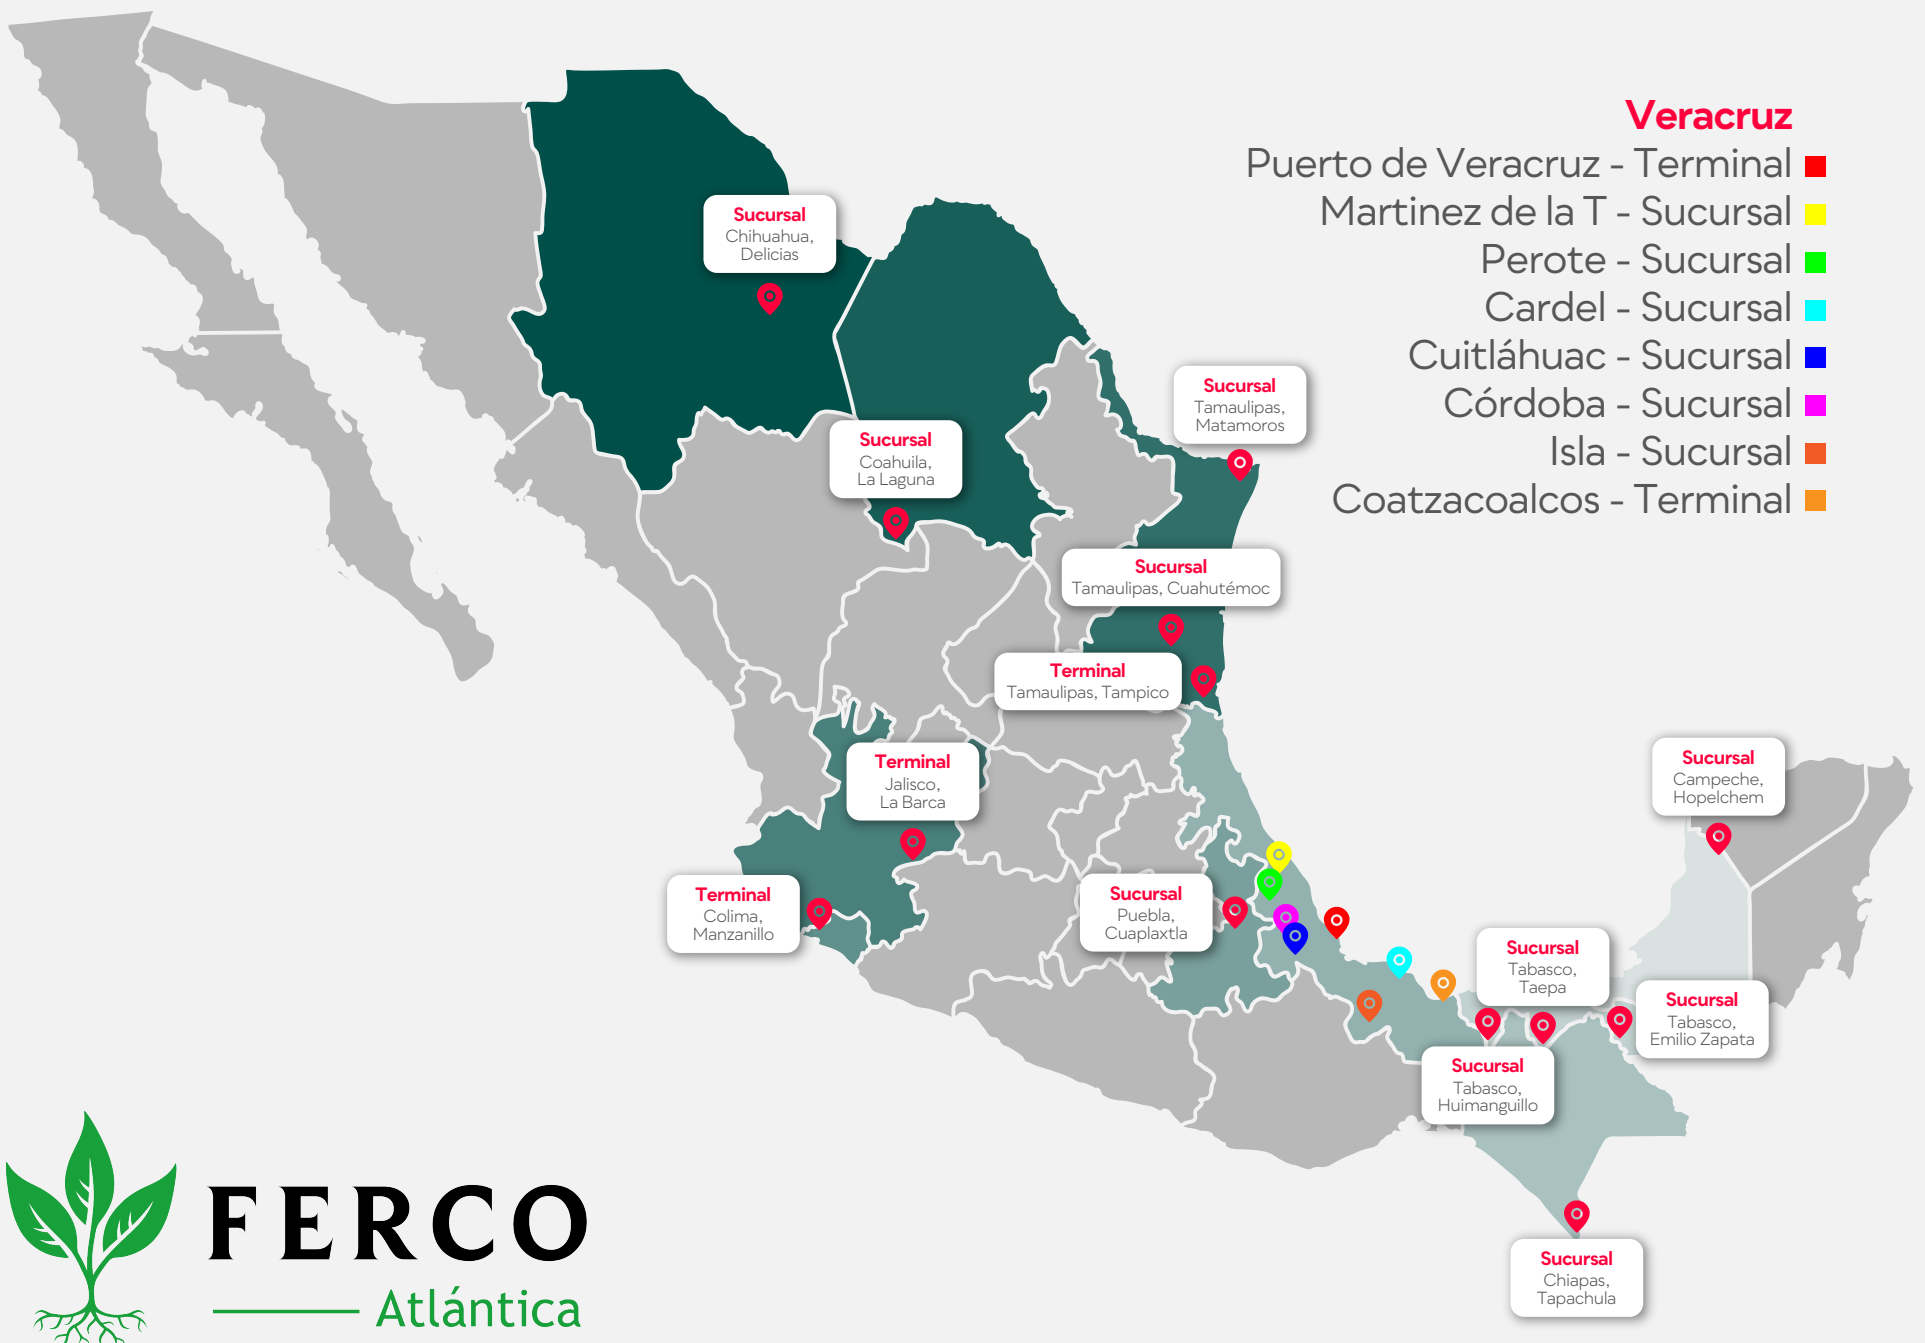 Veracruz
Puerto de Veracruz - Terminal
Martinez de la T - Sucursal
Perote - Sucursal
Cardel - Sucursal
Cuitláhuac - Sucursal
Córdoba - Sucursal
Isla - Sucursal
Coatzacoalcos - Terminal
Sucursal
Chihuahua,
Delicias
Sucursal
Tamaulipas,
Matamoros
Sucursal
Coahuila,
La Laguna
Sucursal
Tamaulipas, Cuahutémoc
Terminal
Tamaulipas, Tampico
Terminal
Jalisco,
La Barca
Sucursal
Campeche,
Hopelchem
Terminal
Colima,
Manzanillo
Sucursal
Puebla,
Cuaplaxtla
Sucursal
Tabasco,
Taepa
Sucursal
Tabasco,
Emilio Zapata
Sucursal
Tabasco,
Huimanguillo
Sucursal
Chiapas,
Tapachula
FERCO
Atlántica